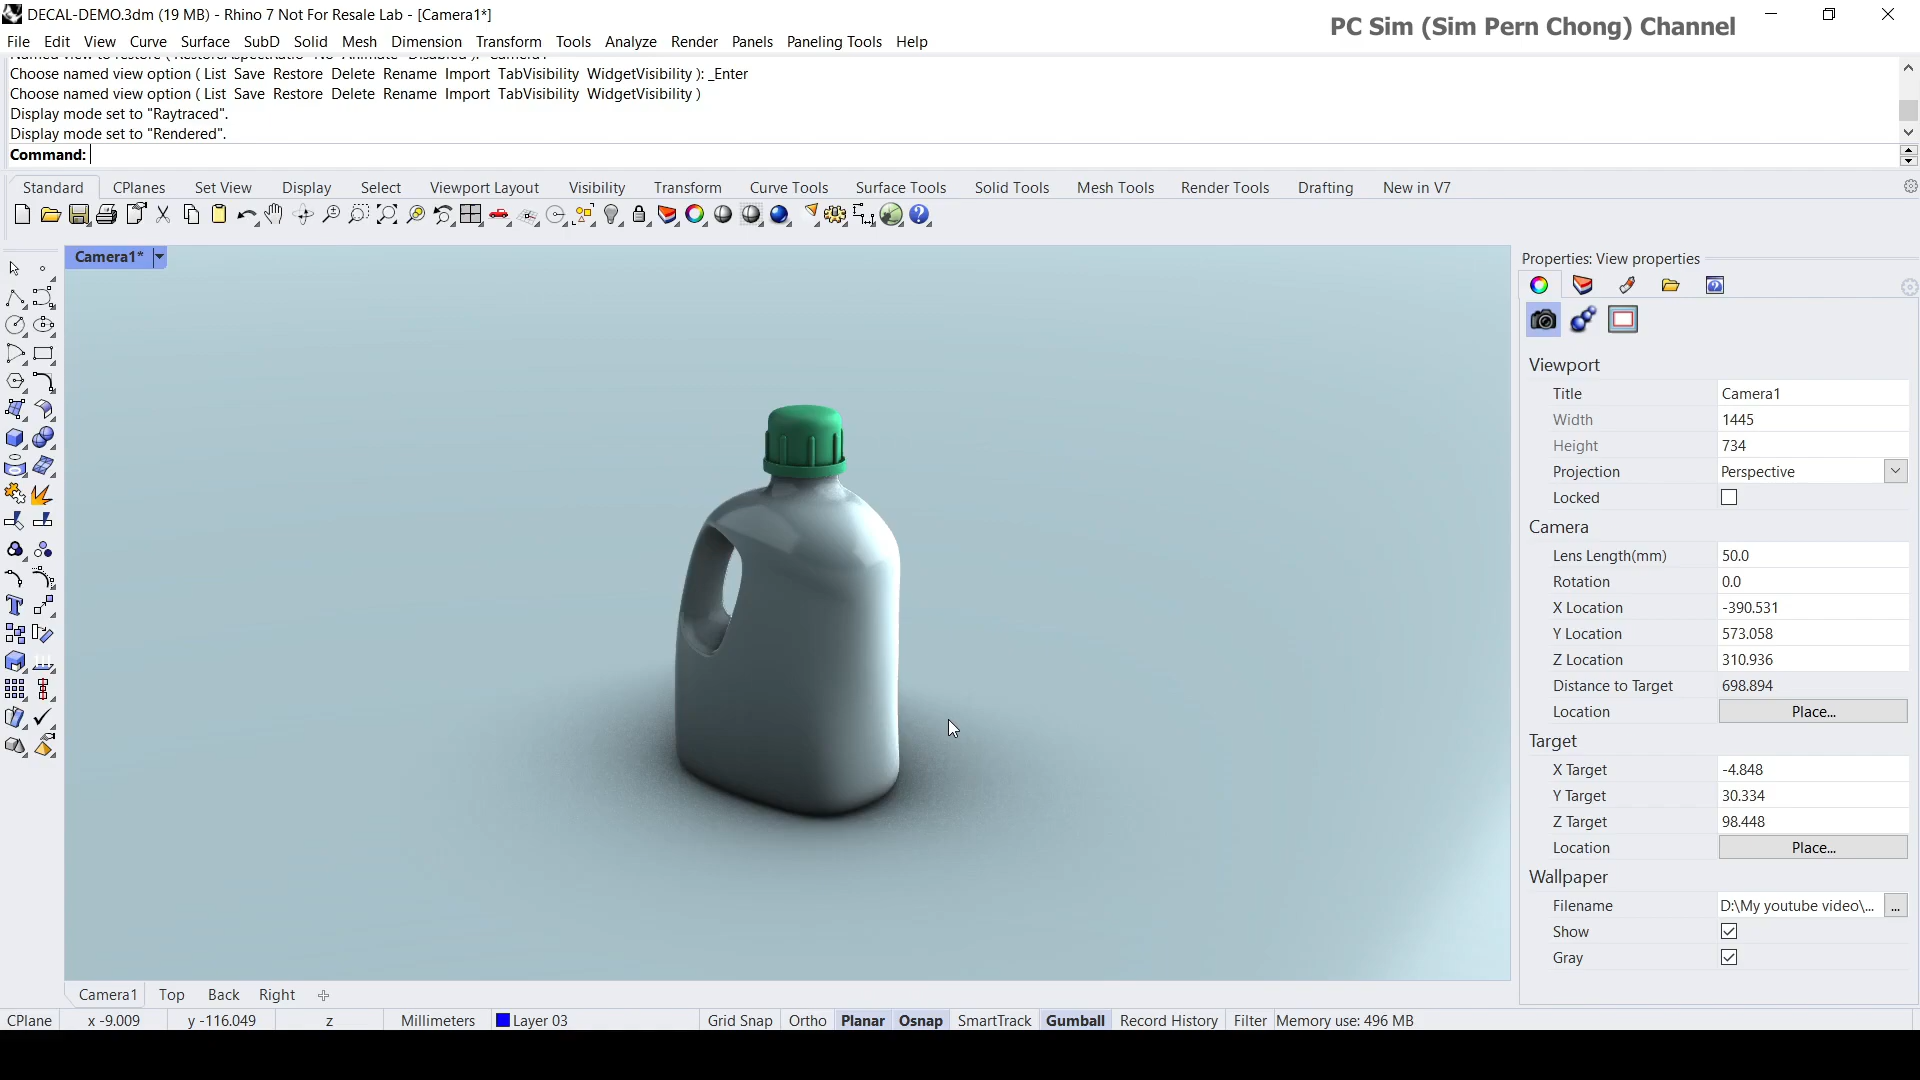 DECAL-DEMO.3dm (19 MB) - Rhino 7 Not For Resale Lab - [Camera1*]
PC Sim (Sim Pern Chong) Channel
File Edit View Curve Surface SubD Solid Mesh Dimension Transform Tools Analyze Render Panels Paneling Tools Help
Choose named view option ( List Save Restore Delete Rename Import TabVisibility WidgetVisibility ): _Enter
Choose named view option ( List Save Restore Delete Rename Import TabVisibility WidgetVisibility )
Display mode set to "Raytraced".
Display mode set to "Rendered".
Command:
Standard CPlanes Set View Display Select Viewport Layout Visibility Transform Curve Tools Surface Tools Solid Tools Mesh Tools Render Tools Drafting New in V7
Camera1*
Properties: View properties
Viewport
Title Camera1
Width 1445
Height 734
Projection Perspective
Locked
Camera
Lens Length(mm) 50.0
Rotation 0.0
X Location -390.531
Y Location 573.058
Z Location 310.936
Distance to Target 698.894
Location Place...
Target
X Target -4.848
Y Target 30.334
Z Target 98.448
Location Place...
Wallpaper
Filename D:\My youtube video\... ...
Show
Gray
Camera1 Top Back Right
CPlane x -9.009 y -116.049 z Millimeters Layer 03 Grid Snap Ortho Planar Osnap SmartTrack Gumball Record History Filter Memory use: 496 MB